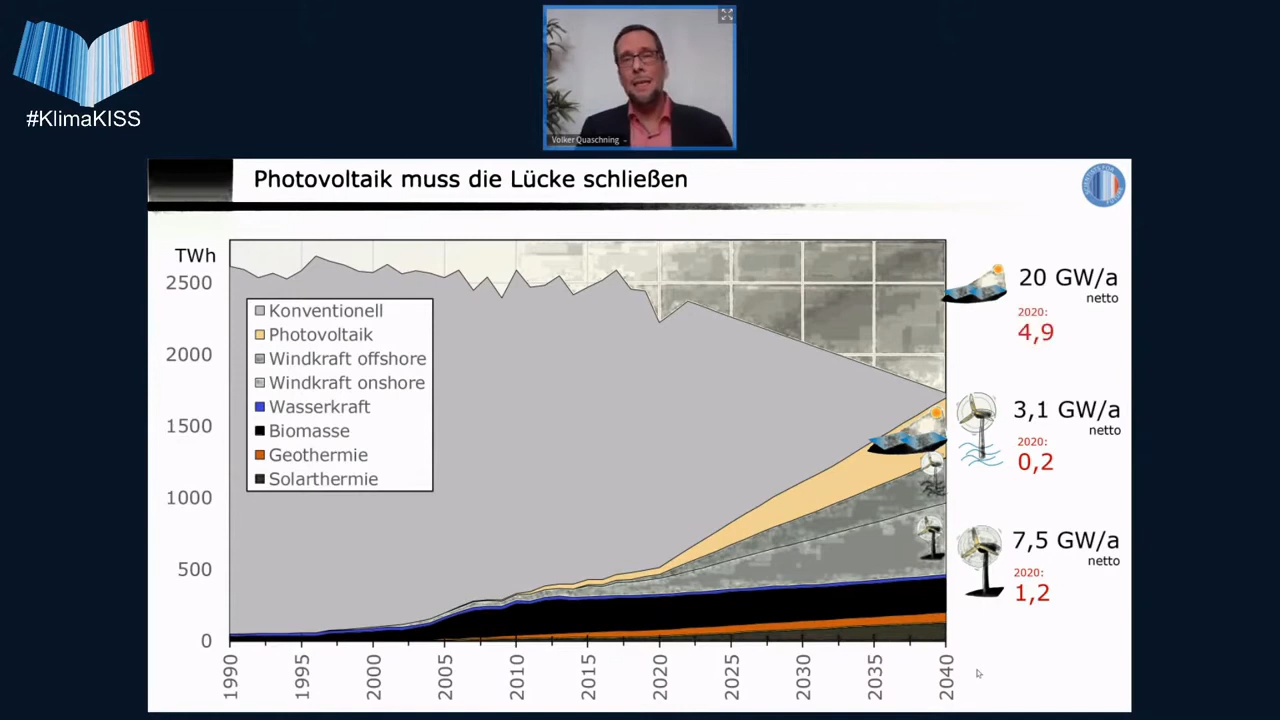 #KlimaKISS
Volker Quaschning
Photovoltaik muss die Lücke schließen
TWh
2500
2000
1500
1000
500
0
Konventionell
Photovoltaik
Windkraft offshore
Windkraft onshore
Wasserkraft
Biomasse
Geothermie
Solarthermie
1990
1995
2000
2005
2010
2015
2020
2025
2030
2035
2040
20 GW/a
netto
2020:
4,9
3,1 GW/a
netto
2020:
0,2
7,5 GW/a
netto
2020:
1,2